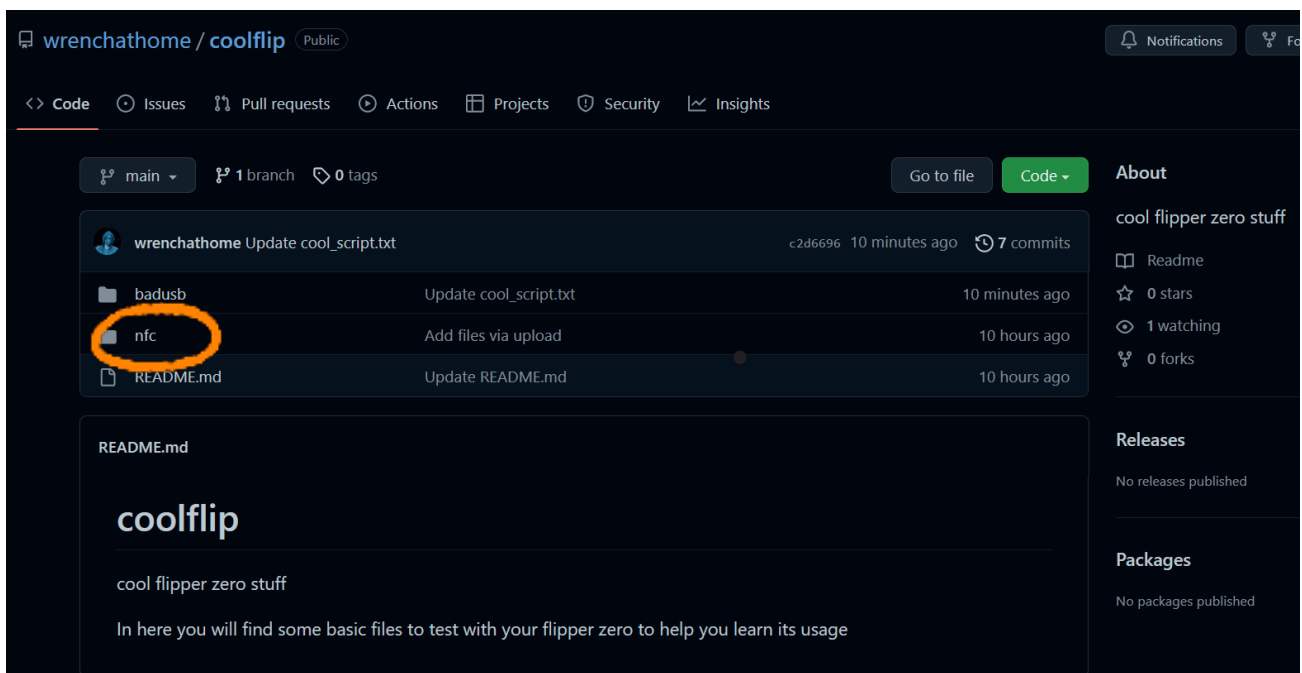 wrenchathome / coolflip Public
Notifications
Code Issues Pull requests Actions Projects Security Insights
main 1 branch 0 tags
Go to file Code
wrenchathome Update cool_script.txt c2d6696 10 minutes ago 7 commits
badusb Update cool_script.txt 10 minutes ago
nfc Add files via upload 10 hours ago
README.md Update README.md 10 hours ago
README.md
coolflip
cool flipper zero stuff
In here you will find some basic files to test with your flipper zero to help you learn its usage
About
cool flipper zero stuff
Readme
0 stars
1 watching
0 forks
Releases
No releases published
Packages
No packages published